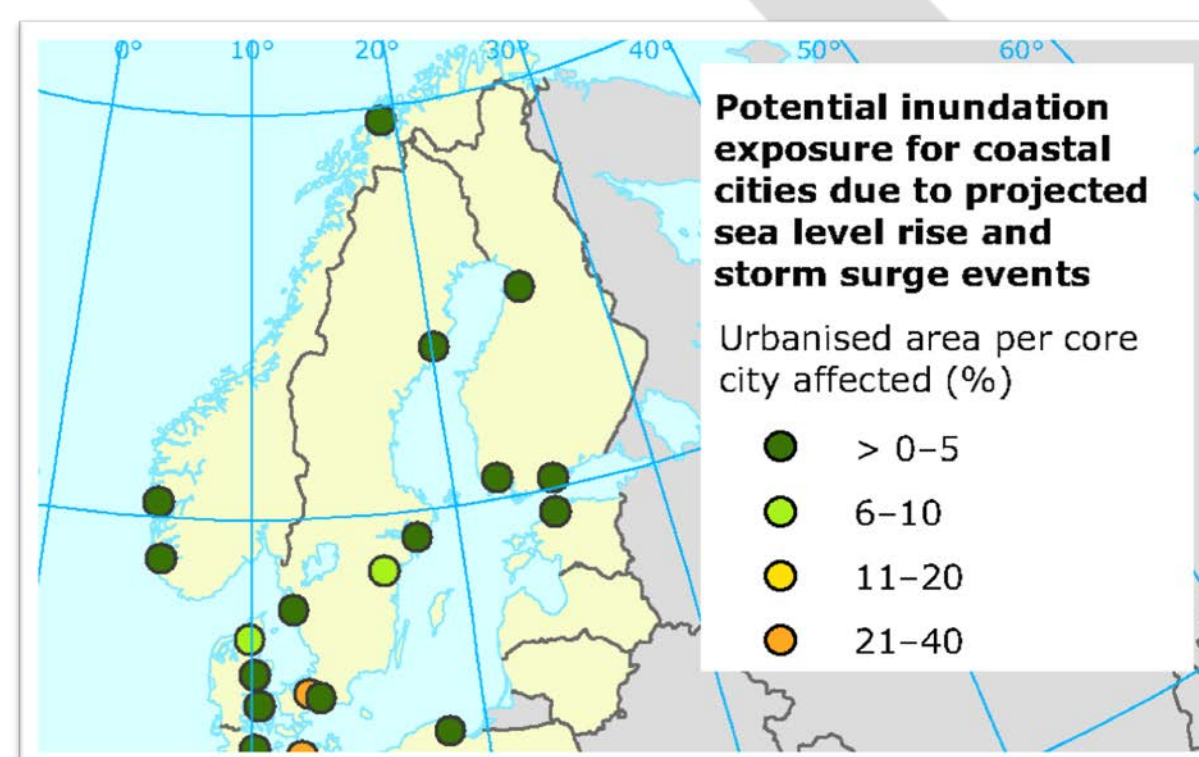 0° 10° 20° 30° 40° 50° 60°
Potential inundation
exposure for coastal
cities due to projected
sea level rise and
storm surge events
Urbanised area per core
city affected (%)
> 0–5
6–10
11–20
21–40